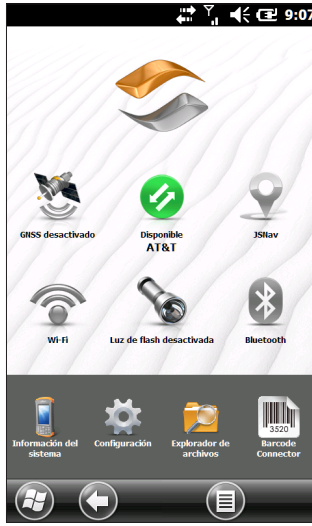 9:07
GNSS desactivado
Disponible
AT&T
JSNav
Wi-Fi
Luz de flash desactivada
Bluetooth
Información del
sistema
Configuración
Explorador de
archivos
3520
Barcode
Connector